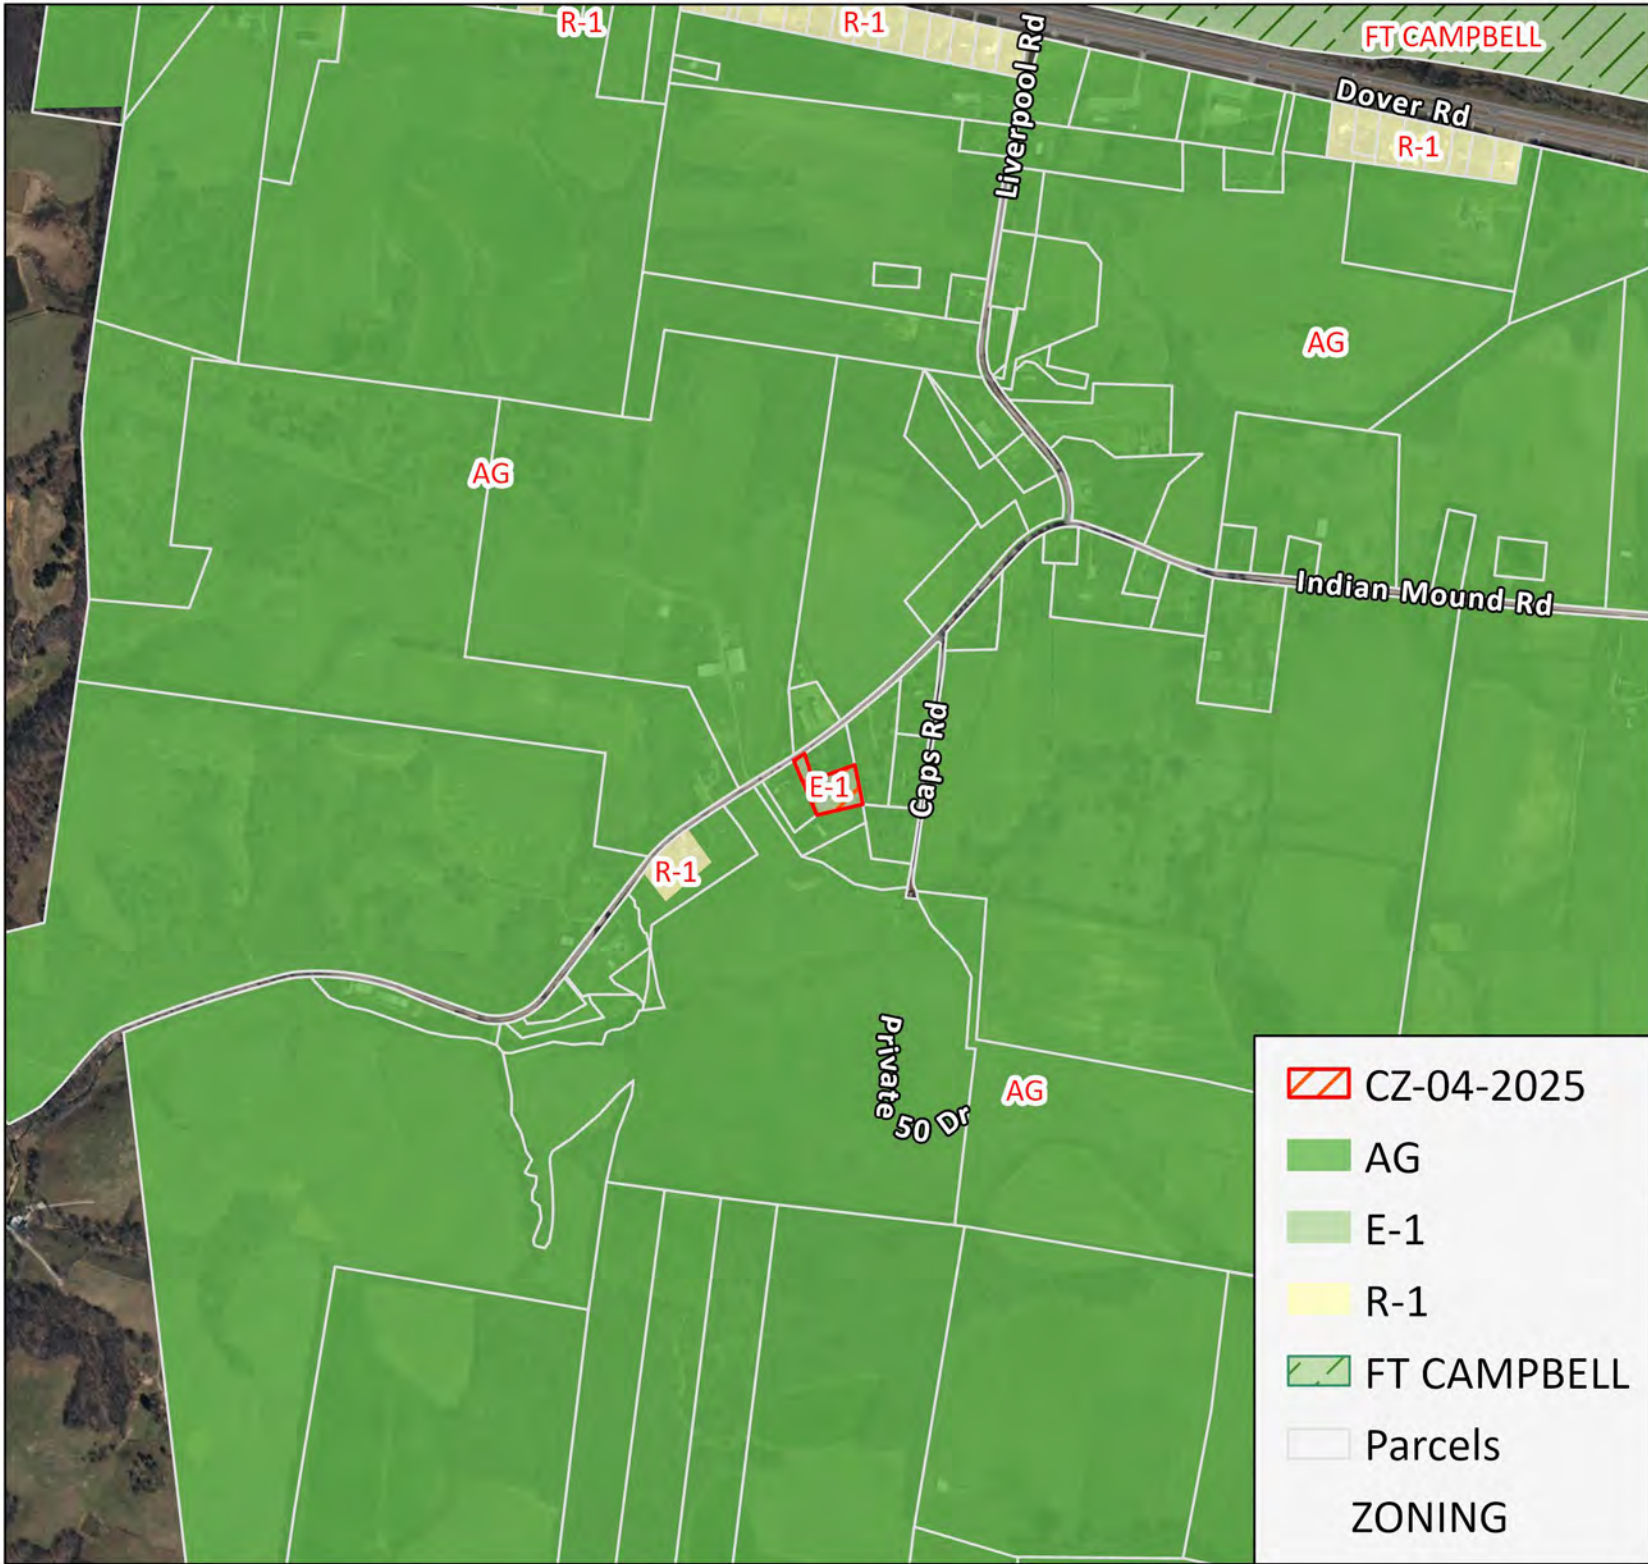 R-1
R-1
FT CAMPBELL
Liverpool Rd
Dover Rd
R-1
AG
AG
Indian Mound Rd
Caps Rd
E-1
R-1
Private 50 Dr
AG
CZ-04-2025
AG
E-1
R-1
FT CAMPBELL
Parcels
ZONING